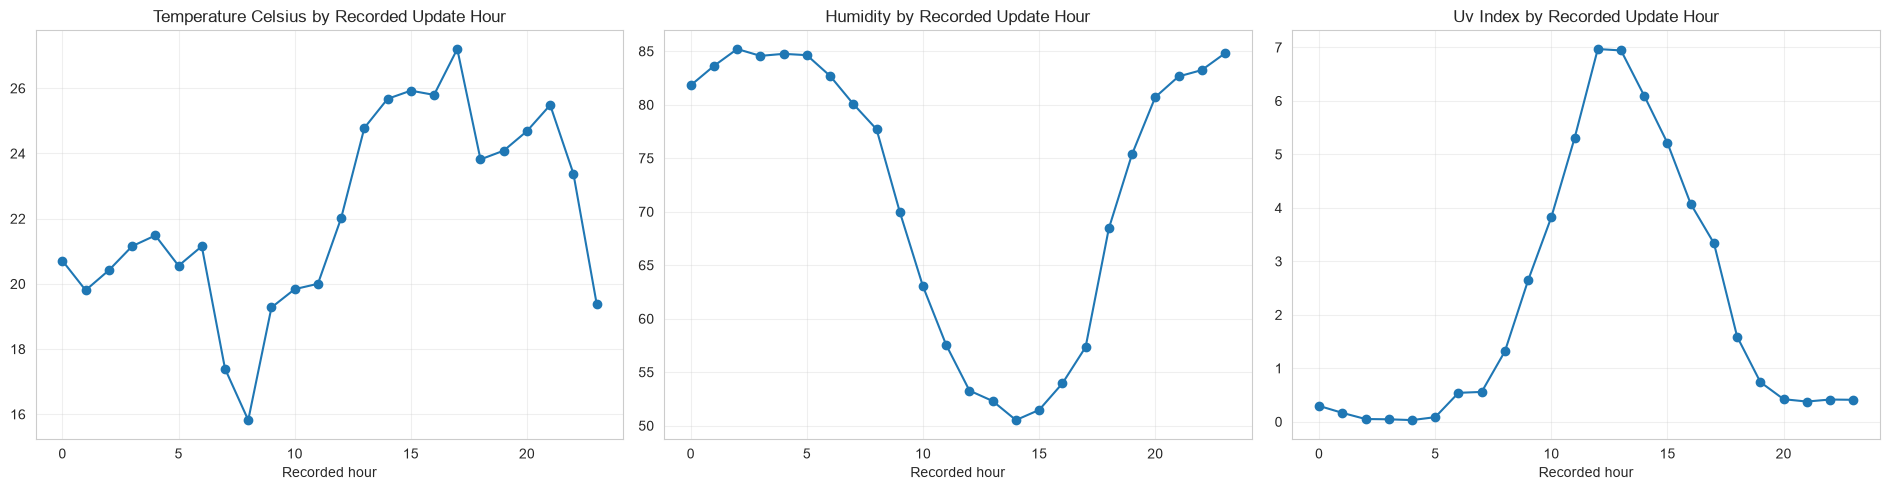 Temperature Celsius by Recorded Update Hour
26
24
22
20
18
16
0 5 10 15 20
Recorded hour
Humidity by Recorded Update Hour
85
80
75
70
65
60
55
50
0 5 10 15 20
Recorded hour
Uv Index by Recorded Update Hour
7
6
5
4
3
2
1
0
0 5 10 15 20
Recorded hour